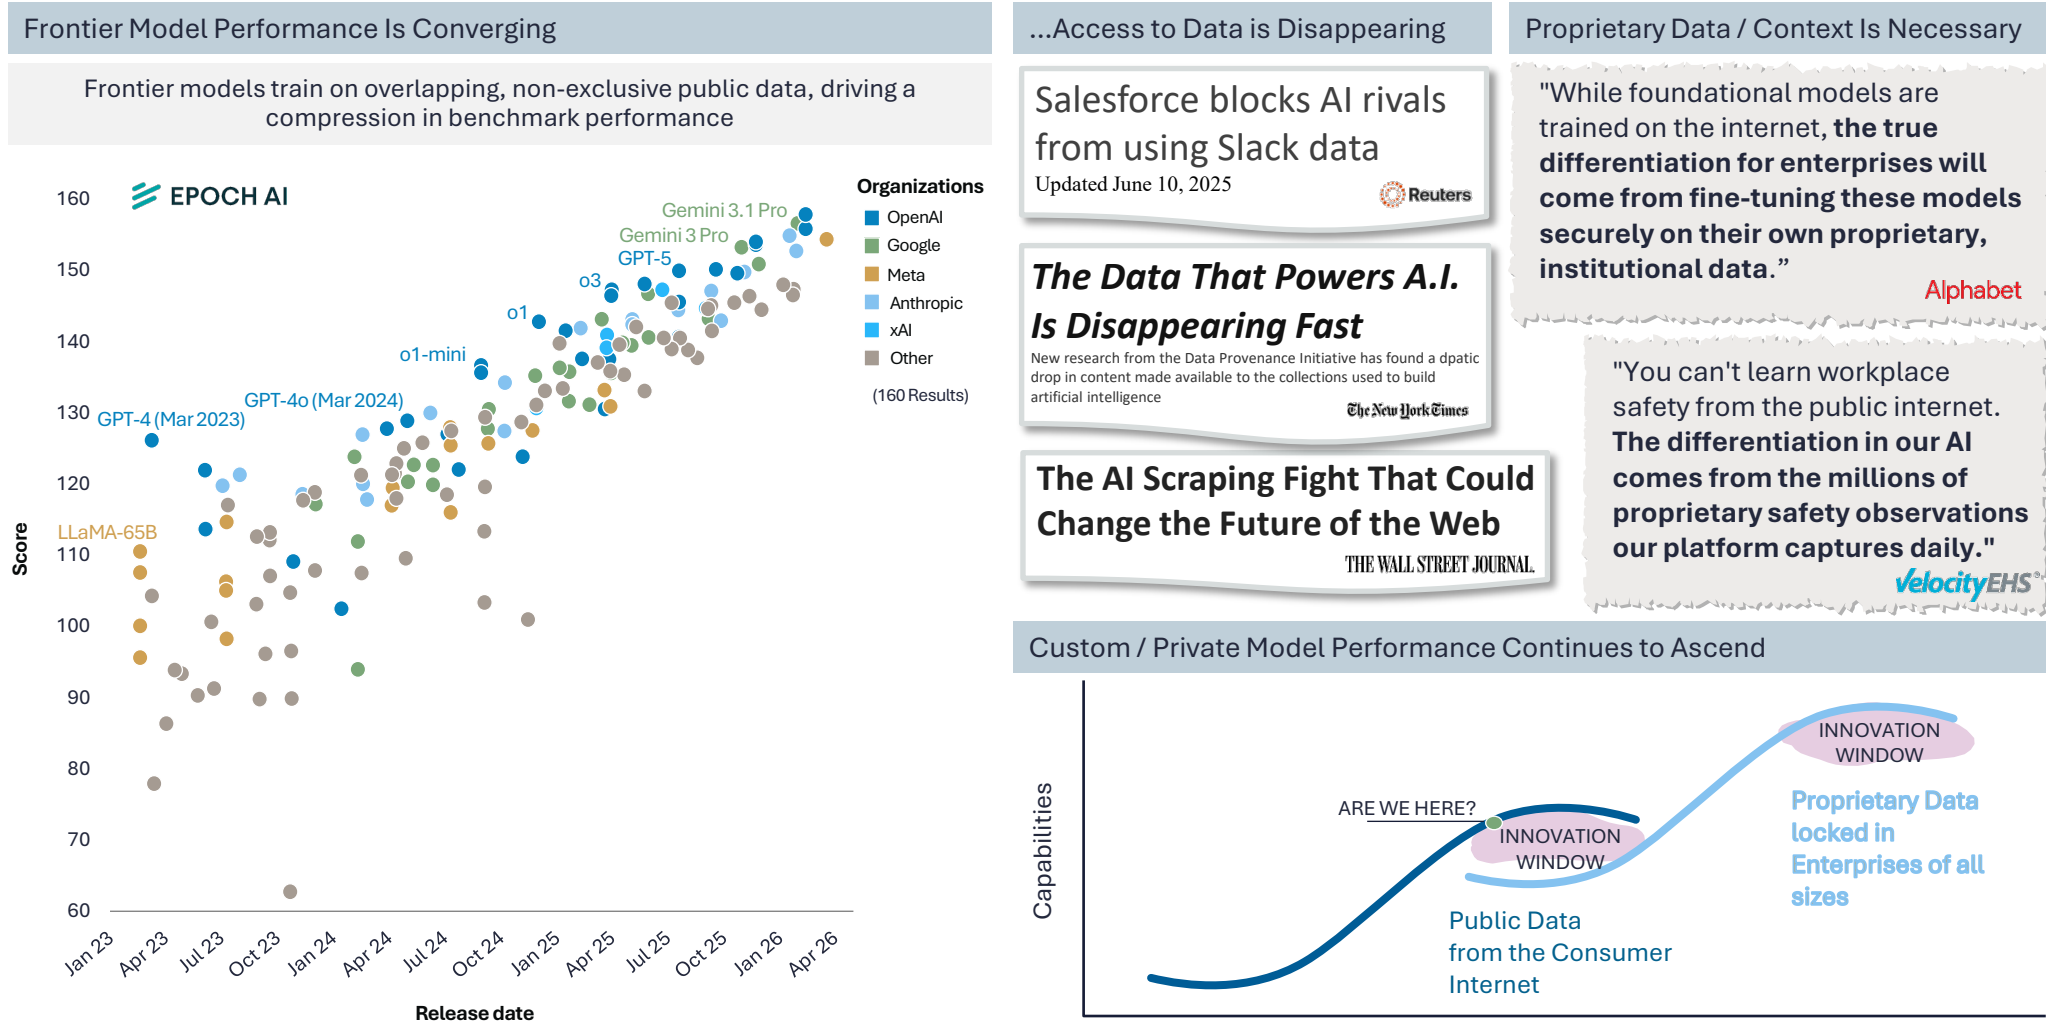 Frontier Model Performance Is Converging
Frontier models train on overlapping, non-exclusive public data, driving a
compression in benchmark performance
EPOCH AI
Organizations
OpenAI
Google
Meta
Anthropic
xAI
Other
(160 Results)
Gemini 3.1 Pro
Gemini 3 Pro
GPT-5
o3
o1
o1-mini
GPT-4o (Mar 2024)
GPT-4 (Mar 2023)
LLaMA-65B
Score
160
150
140
130
120
110
100
90
80
70
60
Jan 23
Apr 23
Jul 23
Oct 23
Jan 24
Apr 24
Jul 24
Oct 24
Jan 25
Apr 25
Jul 25
Oct 25
Jan 26
Apr 26
Release date
...Access to Data is Disappearing
Salesforce blocks AI rivals
from using Slack data
Updated June 10, 2025
Reuters
The Data That Powers A.I.
Is Disappearing Fast
New research from the Data Provenance Initiative has found a dpatic
drop in content made available to the collections used to build
artificial intelligence
The New York Times
The AI Scraping Fight That Could
Change the Future of the Web
THE WALL STREET JOURNAL.
Proprietary Data / Context Is Necessary
"While foundational models are
trained on the internet, the true
differentiation for enterprises will
come from fine-tuning these models
securely on their own proprietary,
institutional data.”
Alphabet
"You can't learn workplace
safety from the public internet.
The differentiation in our AI
comes from the millions of
proprietary safety observations
our platform captures daily."
VelocityEHS®
Custom / Private Model Performance Continues to Ascend
Capabilities
ARE WE HERE?
INNOVATION
WINDOW
INNOVATION
WINDOW
Public Data
from the Consumer
Internet
Proprietary Data
locked in
Enterprises of all
sizes